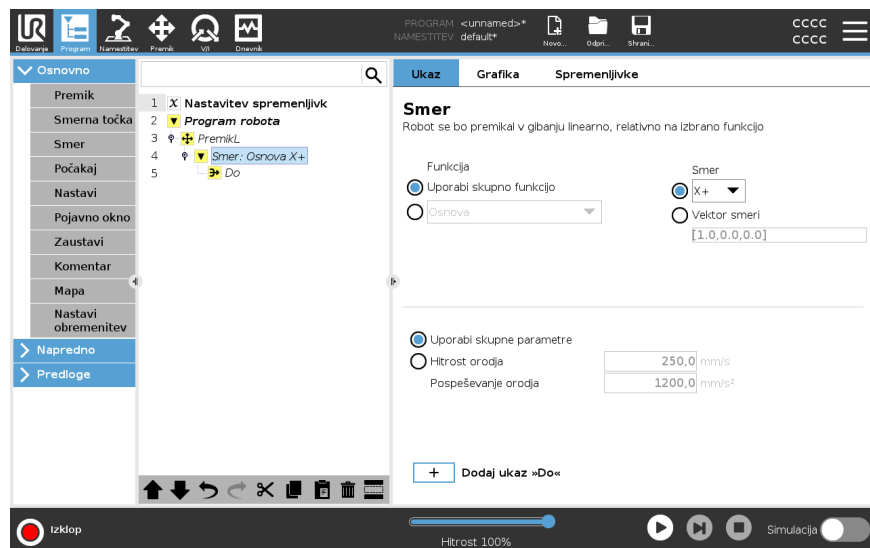 PROGRAM <unnamed>*
NAMESTITEV default*
Delovanje Program Namestitev Premik V/I Dnevnik Novo... Odpri... Shrani...
CCCC
CCCC
Osnovno
Premik
Smerna točka
Smer
Počakaj
Nastavi
Pojavno okno
Zaustavi
Komentar
Mapa
Nastavi
obremenitev
Napredno
Predloge
1 X Nastavitev spremenljivk
2 Program robota
3 PremikL
4 Smer: Osnova X+
5 Do
Ukaz Grafika Spremenljivke
Smer
Robot se bo premikal v gibanju linearno, relativno na izbrano funkcijo
Funkcija
Uporabi skupno funkcijo
Osnova
Smer
X+
Vektor smeri
[1.0,0.0,0.0]
Uporabi skupne parametre
Hitrost orodja 250,0 mm/s
Pospeševanje orodja 1200,0 mm/s²
+ Dodaj ukaz »Do«
Izklop
Hitrost 100%
Simulacija